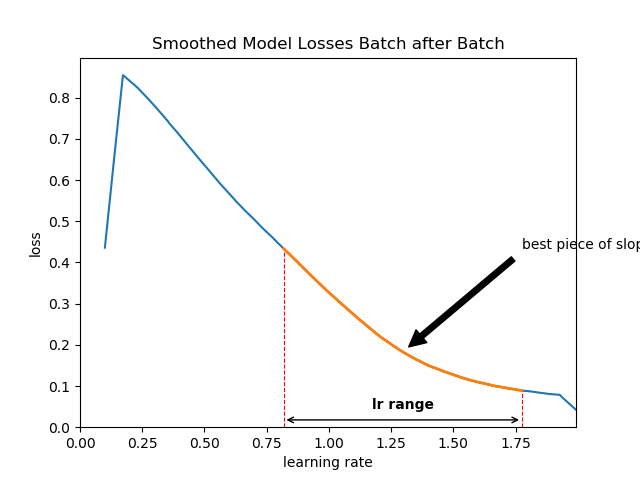 Smoothed Model Losses Batch after Batch
loss
0.8
0.7
0.6
0.5
0.4
0.3
0.2
0.1
0.0
best piece of
lr range
0.00 0.25 0.50 0.75 1.00 1.25 1.50 1.75
learning rate